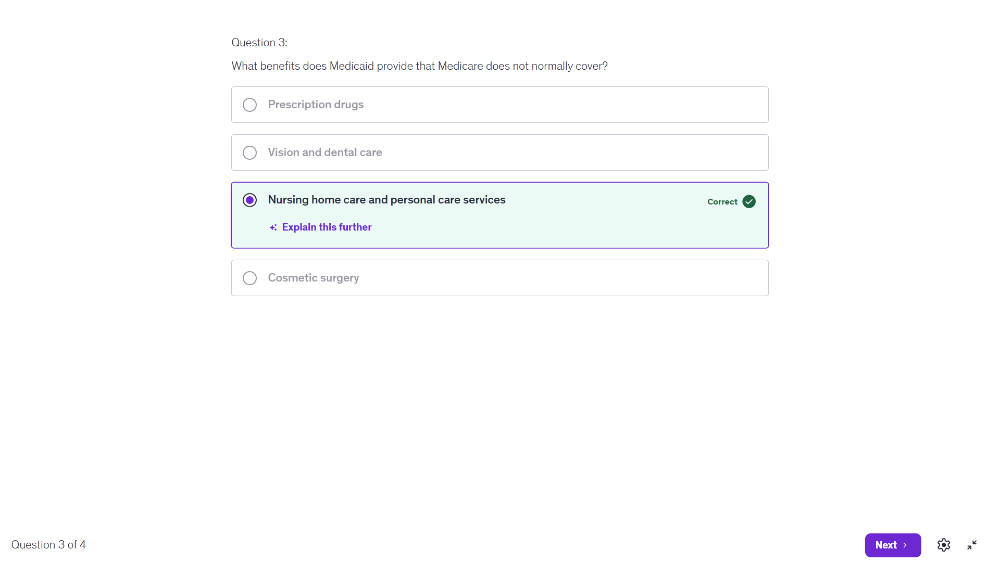 Question 3:
What benefits does Medicaid provide that Medicare does not normally cover?
Prescription drugs
Vision and dental care
Nursing home care and personal care services
Correct
Explain this further
Cosmetic surgery
Question 3 of 4
Next